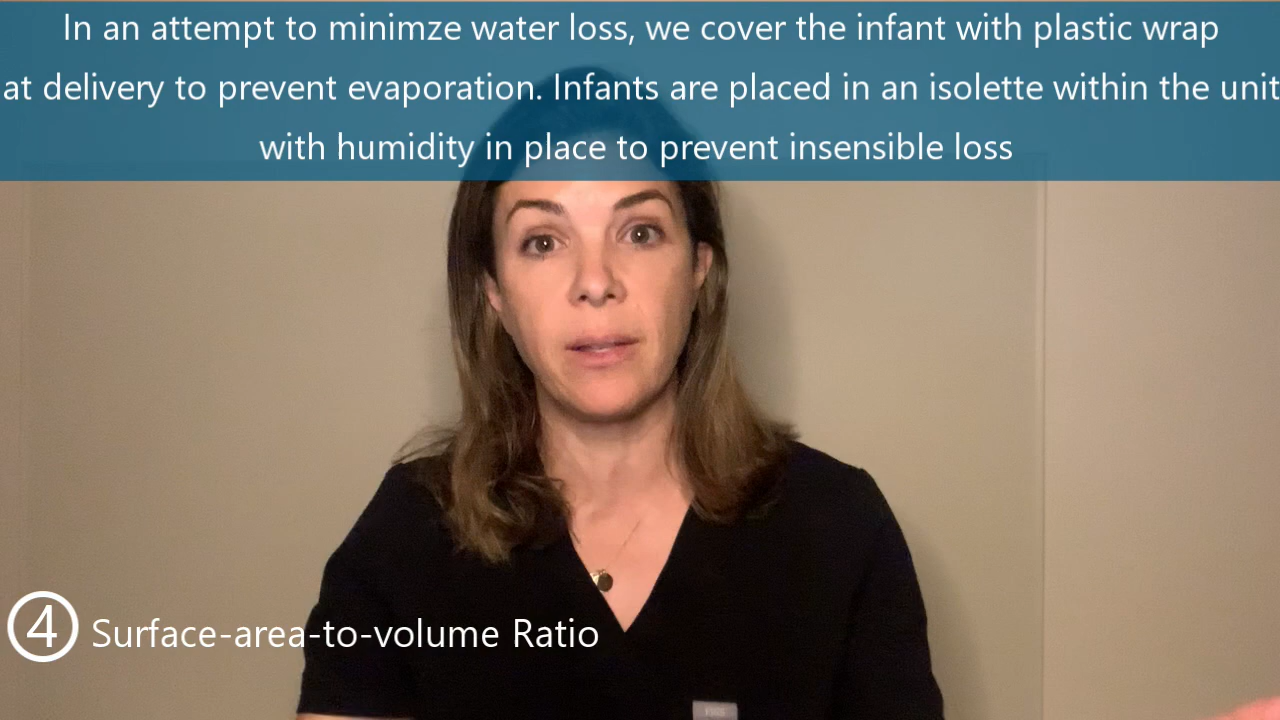 In an attempt to minimze water loss, we cover the infant with plastic wrap
at delivery to prevent evaporation. Infants are placed in an isolette within the unit
with humidity in place to prevent insensible loss
4 Surface-area-to-volume Ratio